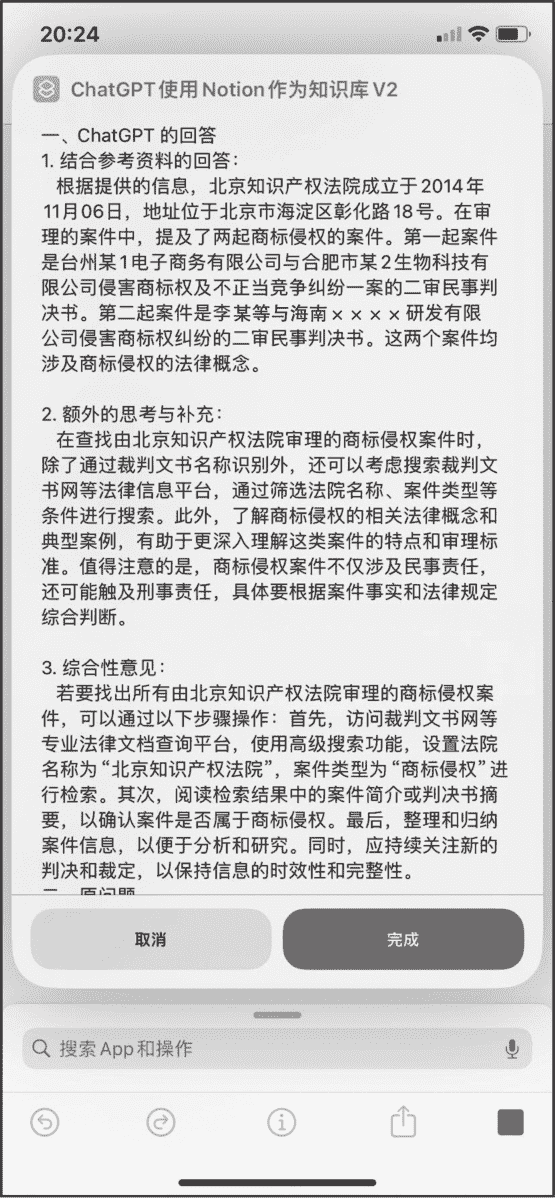 20:24
ChatGPT使用Notion作为知识库V2
一、ChatGPT 的回答
1. 结合参考资料的回答：
根据提供的信息，北京知识产权法院成立于2014年
11月06日，地址位于北京市海淀区彰化路18号。在审
理的案件中，提及了两起商标侵权的案件。第一起案件
是台州某1电子商务有限公司与合肥市某2生物科技有
限公司侵害商标权及不正当竞争纠纷一案的二审民事判
决书。第二起案件是李某等与海南××××研发有限
公司侵害商标权纠纷的二审民事判决书。这两个案件均
涉及商标侵权的法律概念。
2. 额外的思考与补充：
在查找由北京知识产权法院审理的商标侵权案件时，
除了通过裁判文书名称识别外，还可以考虑搜索裁判文
书网等法律信息平台，通过筛选法院名称、案件类型等
条件进行搜索。此外，了解商标侵权的相关法律概念和
典型案例，有助于更深入理解这类案件的特点和审理标
准。值得注意的是，商标侵权案件不仅涉及民事责任，
还可能触及刑事责任，具体要根据案件事实和法律规定
综合判断。
3. 综合性意见：
若要找出所有由北京知识产权法院审理的商标侵权案
件，可以通过以下步骤操作：首先，访问裁判文书网等
专业法律文档查询平台，使用高级搜索功能，设置法院
名称为“北京知识产权法院”，案件类型为“商标侵权”进
行检索。其次，阅读检索结果中的案件简介或判决书摘
要，以确认案件是否属于商标侵权。最后，整理和归纳
案件信息，以便于分析和研究。同时，应持续关注新的
判决和裁定，以保持信息的时效性和完整性。
二、原问题
取消
完成
搜索App和操作